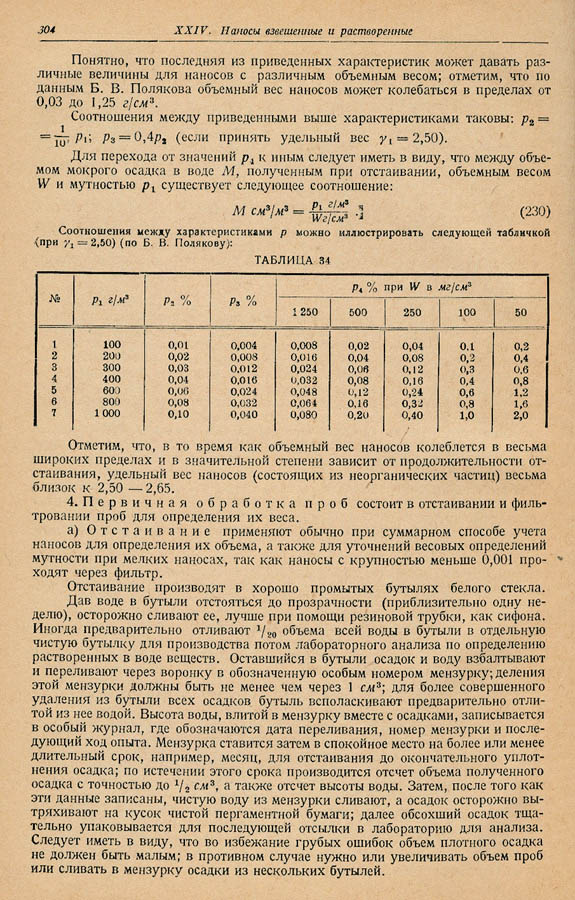 304
XXIV. Наносы взвешенные и растворенные
Понятно, что последняя из приведенных характеристик может давать раз-
личные величины для наносов с различным объемным весом; отметим, что по
данным Б. В. Полякова объемный вес наносов может колебаться в пределах от
0,03 до 1,25 г/см³.
Соотношения между приведенными выше характеристиками таковы: p₂ =
= 1/10 p₁; p₃ = 0,4p₂ (если принять удельный вес γ₁ = 2,50).
Для перехода от значений p₁ к иным следует иметь в виду, что между объе-
мом мокрого осадка в воде M, полученным при отстаивании, объемным весом
W и мутностью p₁ существует следующее соотношение:
M см³/м³ = p₁ г/м³ / W г/см³ (230)
Соотношения между характеристиками p можно иллюстрировать следующей табличкой
(при γ₁ = 2,50) (по Б. В. Полякову):
ТАБЛИЦА 34
№ p₁ г/м³ p₂ % p₃ % p₄ % при W в мг/см³
1 250 500 250 100 50
1 100 0,01 0,004 0,008 0,02 0,04 0.1 0,2
2 200 0,02 0,008 0,016 0,04 0,08 0,2 0,4
3 300 0,03 0,012 0,024 0,06 0,12 0,3 0,6
4 400 0,04 0,016 0,032 0,08 0,16 0,4 0,8
5 600 0,06 0,024 0,048 0,12 0,24 0,6 1.2
6 800 0,08 0,032 0,064 0.16 0,32 0,8 1,6
7 1 000 0,10 0,040 0,080 0,20 0,40 1,0 2,0
Отметим, что, в то время как объемный вес наносов колеблется в весьма
широких пределах и в значительной степени зависит от продолжительности от-
стаивания, удельный вес наносов (состоящих из неорганических частиц) весьма
близок к 2,50 — 2,65.
4. Первичная обработка проб состоит в отстаивании и филь-
тровании проб для определения их веса.
а) Отстаивание применяют обычно при суммарном способе учета
наносов для определения их объема, а также для уточнений весовых определений
мутности при мелких наносах, так как наносы с крупностью меньше 0,001 про-
ходят через фильтр.
Отстаивание производят в хорошо промытых бутылях белого стекла.
Дав воде в бутыли отстояться до прозрачности (приблизительно одну не-
делю), осторожно сливают ее, лучше при помощи резиновой трубки, как сифона.
Иногда предварительно отливают ¹/₂₀ объема всей воды в бутыли в отдельную
чистую бутылку для производства потом лабораторного анализа по определению
растворенных в воде веществ. Оставшийся в бутыли осадок и воду взбалтывают
и переливают через воронку в обозначенную особым номером мензурку; деления
этой мензурки должны быть не менее чем через 1 см³; для более совершенного
удаления из бутыли всех осадков бутыль всполаскивают предварительно отли-
той из нее водой. Высота воды, влитой в мензурку вместе с осадками, записывается
в особый журнал, где обозначаются дата переливания, номер мензурки и после-
дующий ход опыта. Мензурка ставится затем в спокойное место на более или менее
длительный срок, например, месяц, для отстаивания до окончательного уплот-
нения осадка; по истечении этого срока производится отсчет объема полученного
осадка с точностью до ¹/₂ см³, а также отсчет высоты воды. Затем, после того как
эти данные записаны, чистую воду из мензурки сливают, а осадок осторожно вы-
тряхивают на кусок чистой пергаментной бумаги; далее обсохший осадок тща-
тельно упаковывается для последующей отсылки в лабораторию для анализа.
Следует иметь в виду, что во избежание грубых ошибок объем плотного осадка
не должен быть малым; в противном случае нужно или увеличивать объем проб
или сливать в мензурку осадки из нескольких бутылей.